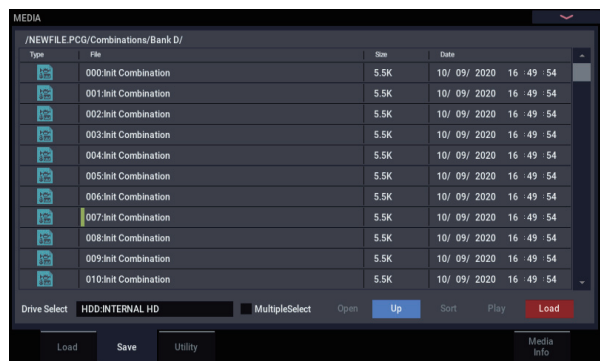 MEDIA
/NEWFILE.PCG/Combinations/Bank D/
Type File Size Date
000:Init Combination 5.5K 10/ 09/ 2020 16 :49 :54
001:Init Combination 5.5K 10/ 09/ 2020 16 :49 :54
002:Init Combination 5.5K 10/ 09/ 2020 16 :49 :54
003:Init Combination 5.5K 10/ 09/ 2020 16 :49 :54
004:Init Combination 5.5K 10/ 09/ 2020 16 :49 :54
005:Init Combination 5.5K 10/ 09/ 2020 16 :49 :54
006:Init Combination 5.5K 10/ 09/ 2020 16 :49 :54
007:Init Combination 5.5K 10/ 09/ 2020 16 :49 :54
008:Init Combination 5.5K 10/ 09/ 2020 16 :49 :54
009:Init Combination 5.5K 10/ 09/ 2020 16 :49 :54
010:Init Combination 5.5K 10/ 09/ 2020 16 :49 :54
Drive Select HDD:INTERNAL HD MultipleSelect Open Up Sort Play Load
Load Save Utility Media
Info